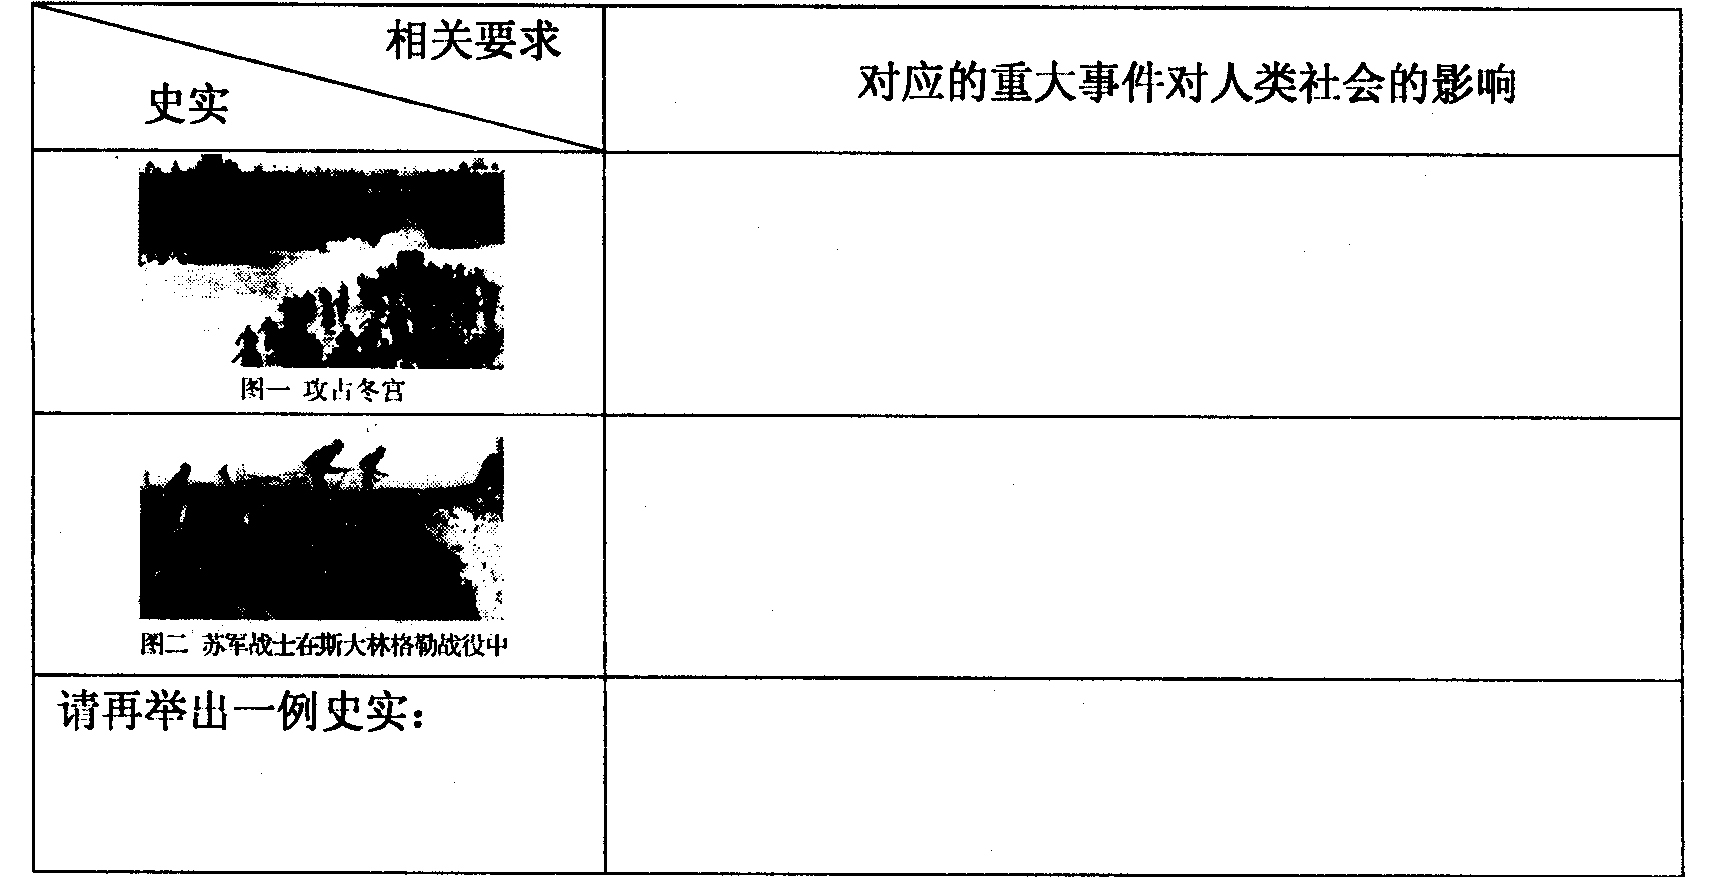 相关要求
史实
对应的重大事件对人类社会的影响
图一 攻占冬宫
图二 苏军战士在斯大林格勒战役中
请再举出一例史实：